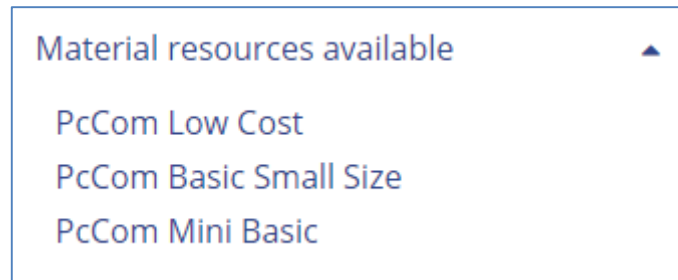 Material resources available
PcCom Low Cost
PcCom Basic Small Size
PcCom Mini Basic